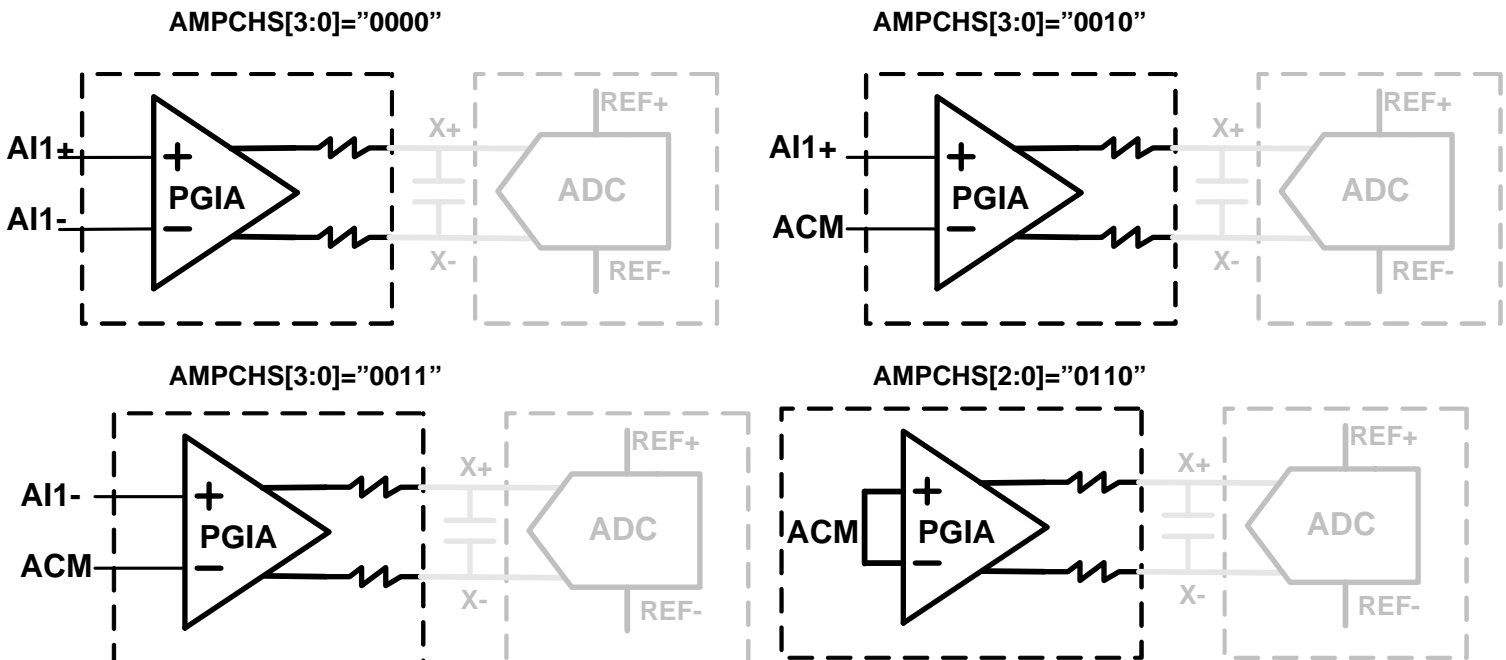 AMPCHS[3:0]=”0000”
AMPCHS[3:0]=”0010”
AI1+
AI1-
+
PGIA
−
X+
X-
REF+
ADC
REF-
AI1+
ACM
+
PGIA
−
X+
X-
REF+
ADC
REF-
AMPCHS[3:0]=”0011”
AMPCHS[2:0]=”0110”
AI1-
ACM
+
PGIA
−
X+
X-
REF+
ADC
REF-
ACM
+
PGIA
−
X+
X-
REF+
ADC
REF-